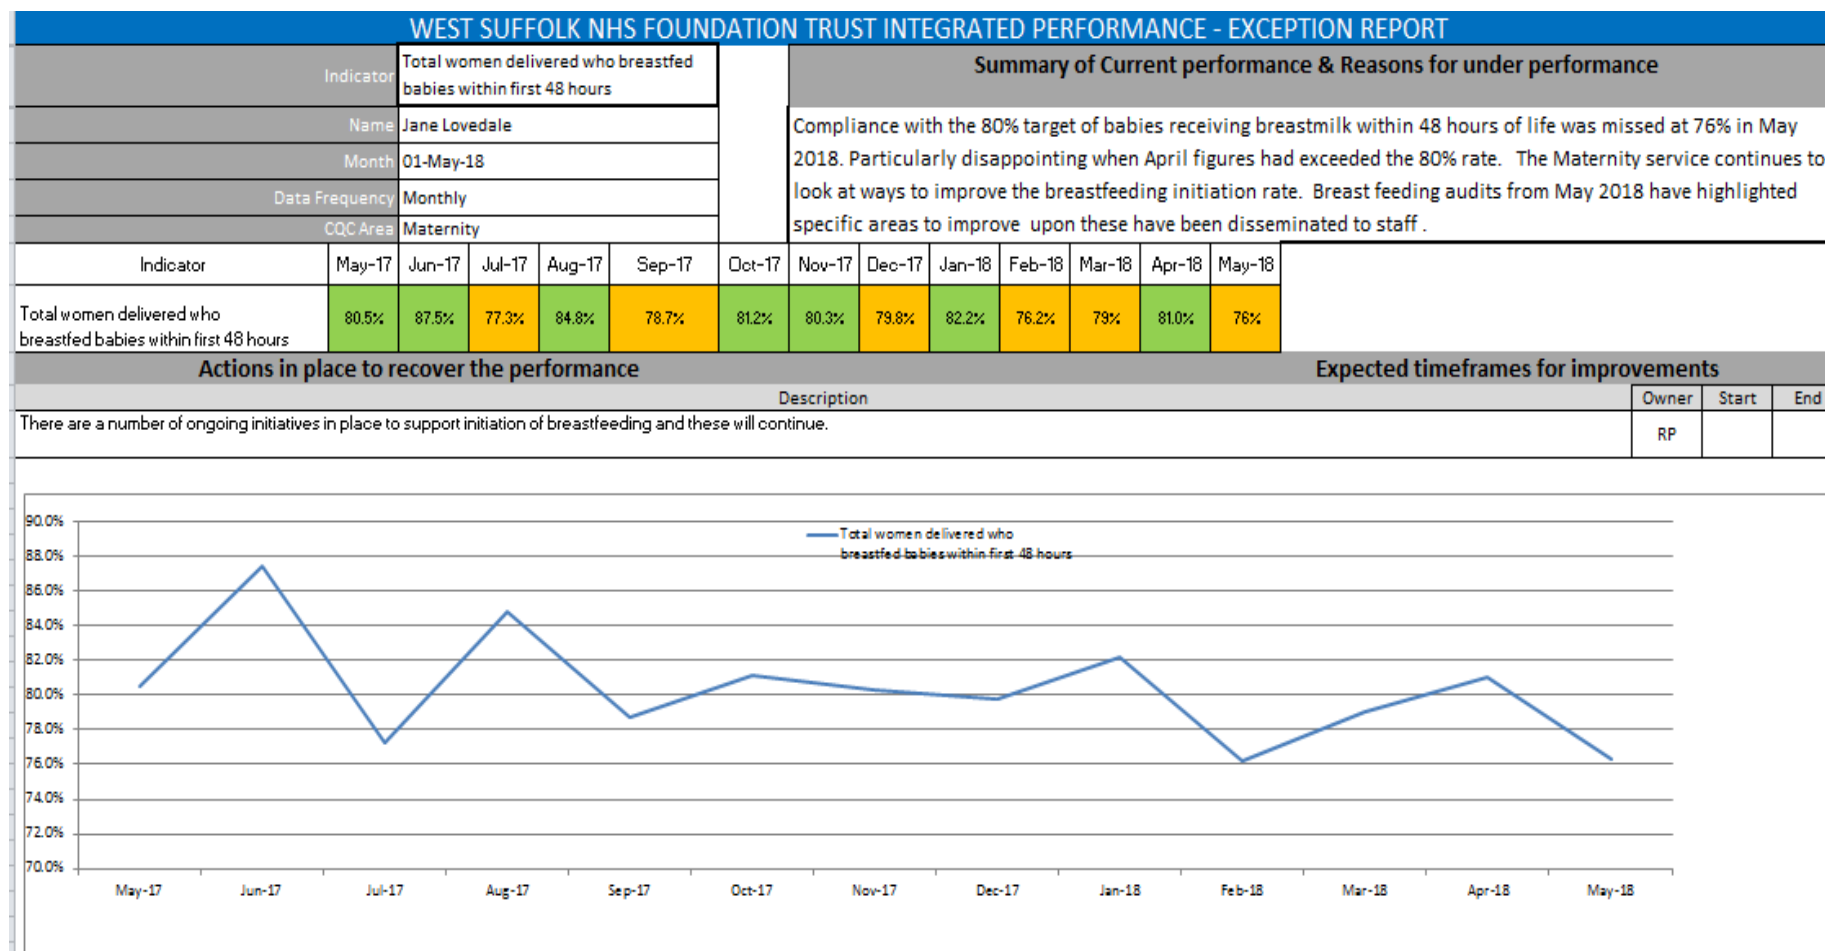 WEST SUFFOLK NHS FOUNDATION TRUST INTEGRATED PERFORMANCE - EXCEPTION REPORT
Indicator
Total women delivered who breastfed
babies within first 48 hours
Summary of Current performance & Reasons for under performance
Name Jane Lovedale
Month 01-May-18
Data Frequency Monthly
CQC Area Maternity
Compliance with the 80% target of babies receiving breastmilk within 48 hours of life was missed at 76% in May
2018. Particularly disappointing when April figures had exceeded the 80% rate. The Maternity service continues to
look at ways to improve the breastfeeding initiation rate. Breast feeding audits from May 2018 have highlighted
specific areas to improve upon these have been disseminated to staff .
Indicator May-17 Jun-17 Jul-17 Aug-17 Sep-17 Oct-17 Nov-17 Dec-17 Jan-18 Feb-18 Mar-18 Apr-18 May-18
Total women delivered who
breastfed babies within first 48 hours
80.5% 87.5% 77.3% 84.8% 78.7% 81.2% 80.3% 79.8% 82.2% 76.2% 79% 81.0% 76%
Actions in place to recover the performance Expected timeframes for improvements
Description Owner Start End
There are a number of ongoing initiatives in place to support initiation of breastfeeding and these will continue.
RP
Total women delivered who
breastfed babies within first 48 hours
90.0%
88.0%
86.0%
84.0%
82.0%
80.0%
78.0%
76.0%
74.0%
72.0%
70.0%
May-17 Jun-17 Jul-17 Aug-17 Sep-17 Oct-17 Nov-17 Dec-17 Jan-18 Feb-18 Mar-18 Apr-18 May-18